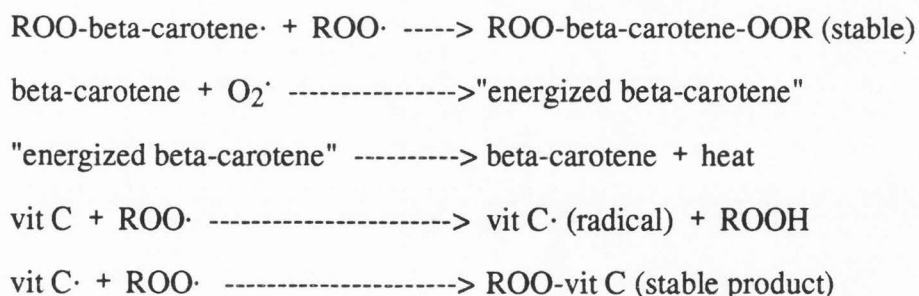 ROO-beta-carotene· + ROO· -----> ROO-beta-carotene-OOR (stable)
beta-carotene + O₂· --------------->"energized beta-carotene"
"energized beta-carotene" ----------> beta-carotene + heat
vit C + ROO· ---------------------> vit C· (radical) + ROOH
vit C· + ROO· --------------------> ROO-vit C (stable product)